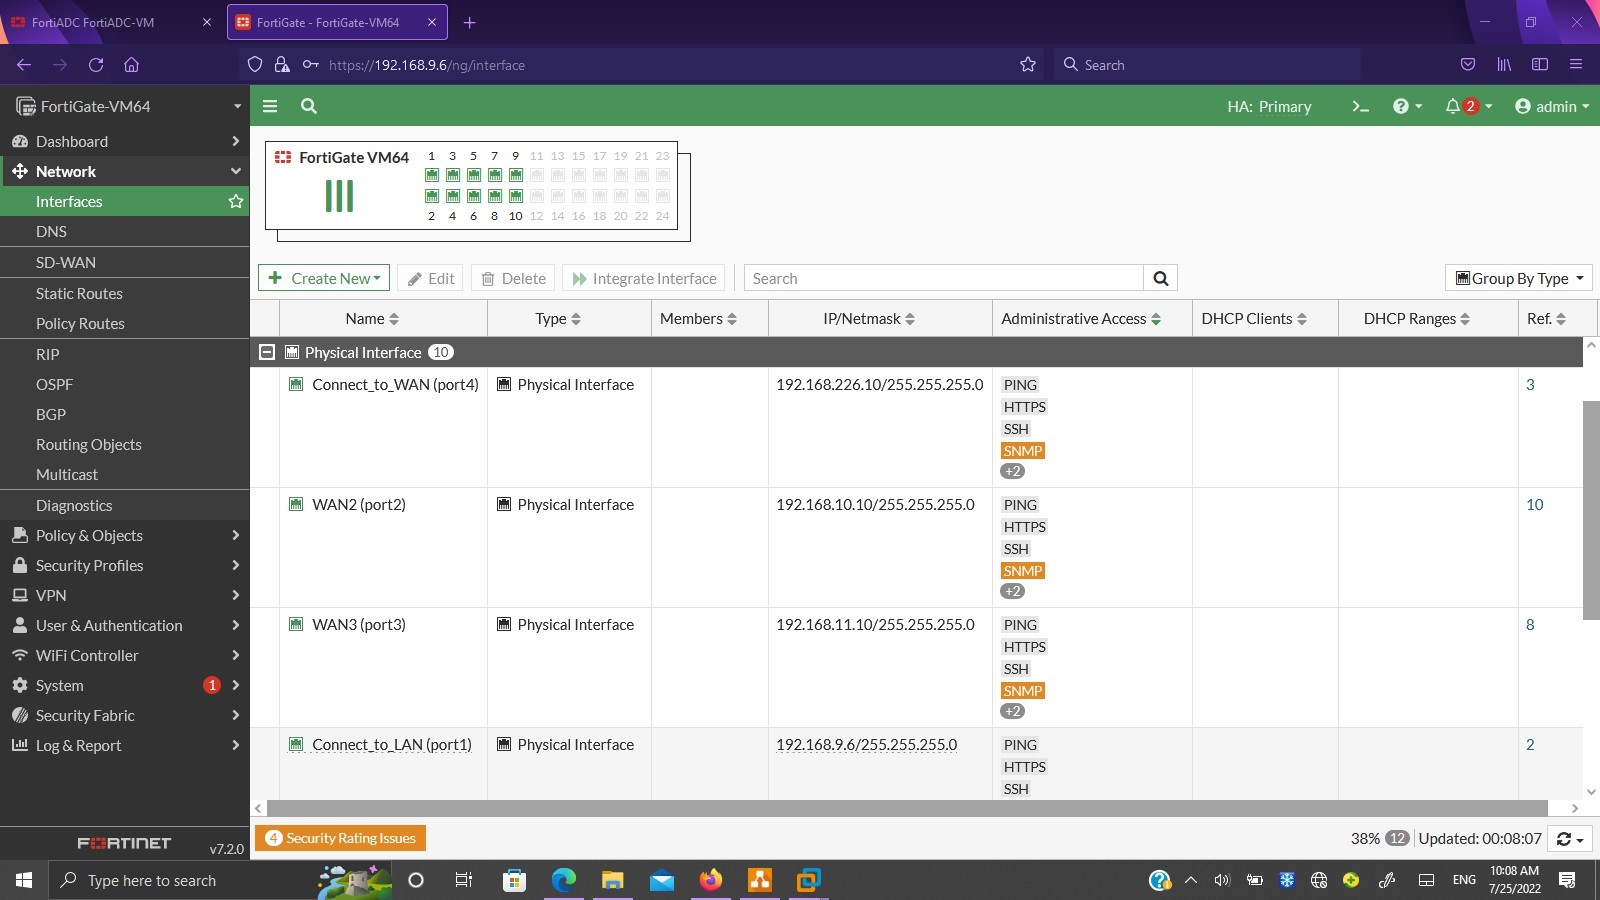 FortiADC FortiADC-VM
FortiGate - FortiGate-VM64
https://192.168.9.6/ng/interface
Search
FortiGate-VM64
HA: Primary
2
admin
Dashboard
Network
Interfaces
DNS
SD-WAN
Static Routes
Policy Routes
RIP
OSPF
BGP
Routing Objects
Multicast
Diagnostics
Policy & Objects
Security Profiles
VPN
User & Authentication
WiFi Controller
System 1
Security Fabric
Log & Report
FORTINET v7.2.0
FortiGate VM64
1 3 5 7 9 11 13 15 17 19 21 23
2 4 6 8 10 12 14 16 18 20 22 24
Create New Edit Delete Integrate Interface Search Group By Type
Name Type Members IP/Netmask Administrative Access DHCP Clients DHCP Ranges Ref.
Physical Interface 10
Connect_to_WAN (port4) Physical Interface 192.168.226.10/255.255.255.0 PING 3
HTTPS
SSH
SNMP
+2
WAN2 (port2) Physical Interface 192.168.10.10/255.255.255.0 PING 10
HTTPS
SSH
SNMP
+2
WAN3 (port3) Physical Interface 192.168.11.10/255.255.255.0 PING 8
HTTPS
SSH
SNMP
+2
Connect_to_LAN (port1) Physical Interface 192.168.9.6/255.255.255.0 PING 2
HTTPS
SSH
4 Security Rating Issues
38% 12 Updated: 00:08:07
Type here to search
ENG
10:08 AM
7/25/2022